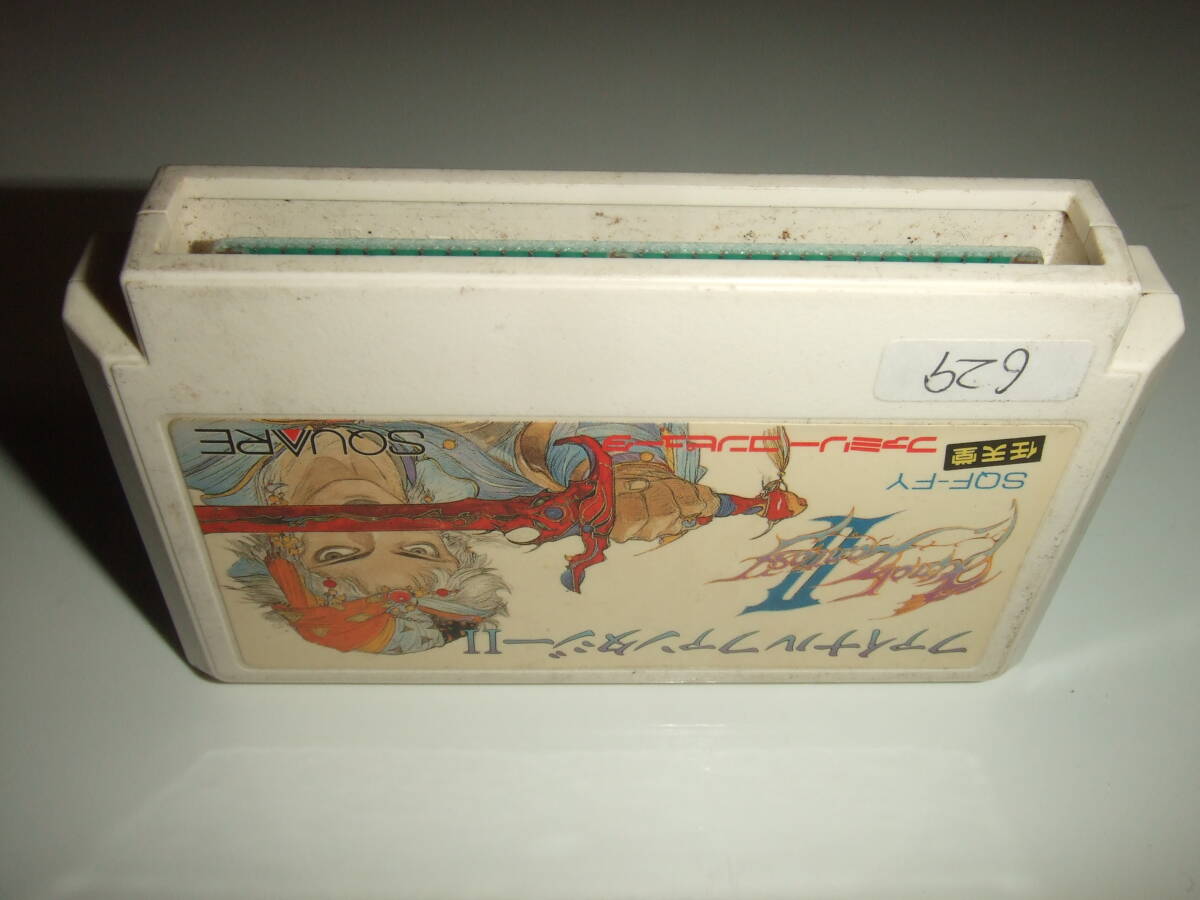 ファイナルファンタジーII
Final Fantasy
II
SQF-FY
任天堂 ファミリーコンピュータ
SQUARE
629